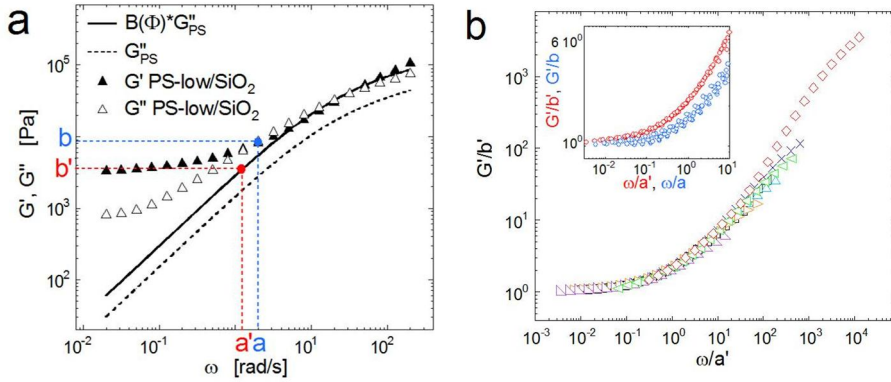 a
B(Φ)*G''PS
G''PS
G' PS-low/SiO2
G'' PS-low/SiO2
10^5
b
b'
10^3
10^2
G', G'' [Pa]
10^-2
10^-1
a'
a
10^1
10^2
ω [rad/s]
b
10^3
10^2
10^1
10^0
G'/b'
10^-3
10^-2
10^-1
10^0
10^1
10^2
10^3
10^4
ω/a'
6 10^0
10^0
G'/b', G'/b
10^-2
10^-1
10^0
10^1
ω/a', ω/a